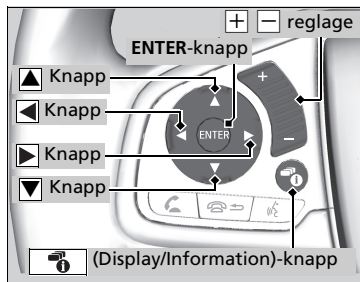 + − reglage
ENTER-knapp
▲ Knapp
◀ Knapp
▶ Knapp
▼ Knapp
+
ENTER
−
i
(Display/Information)-knapp